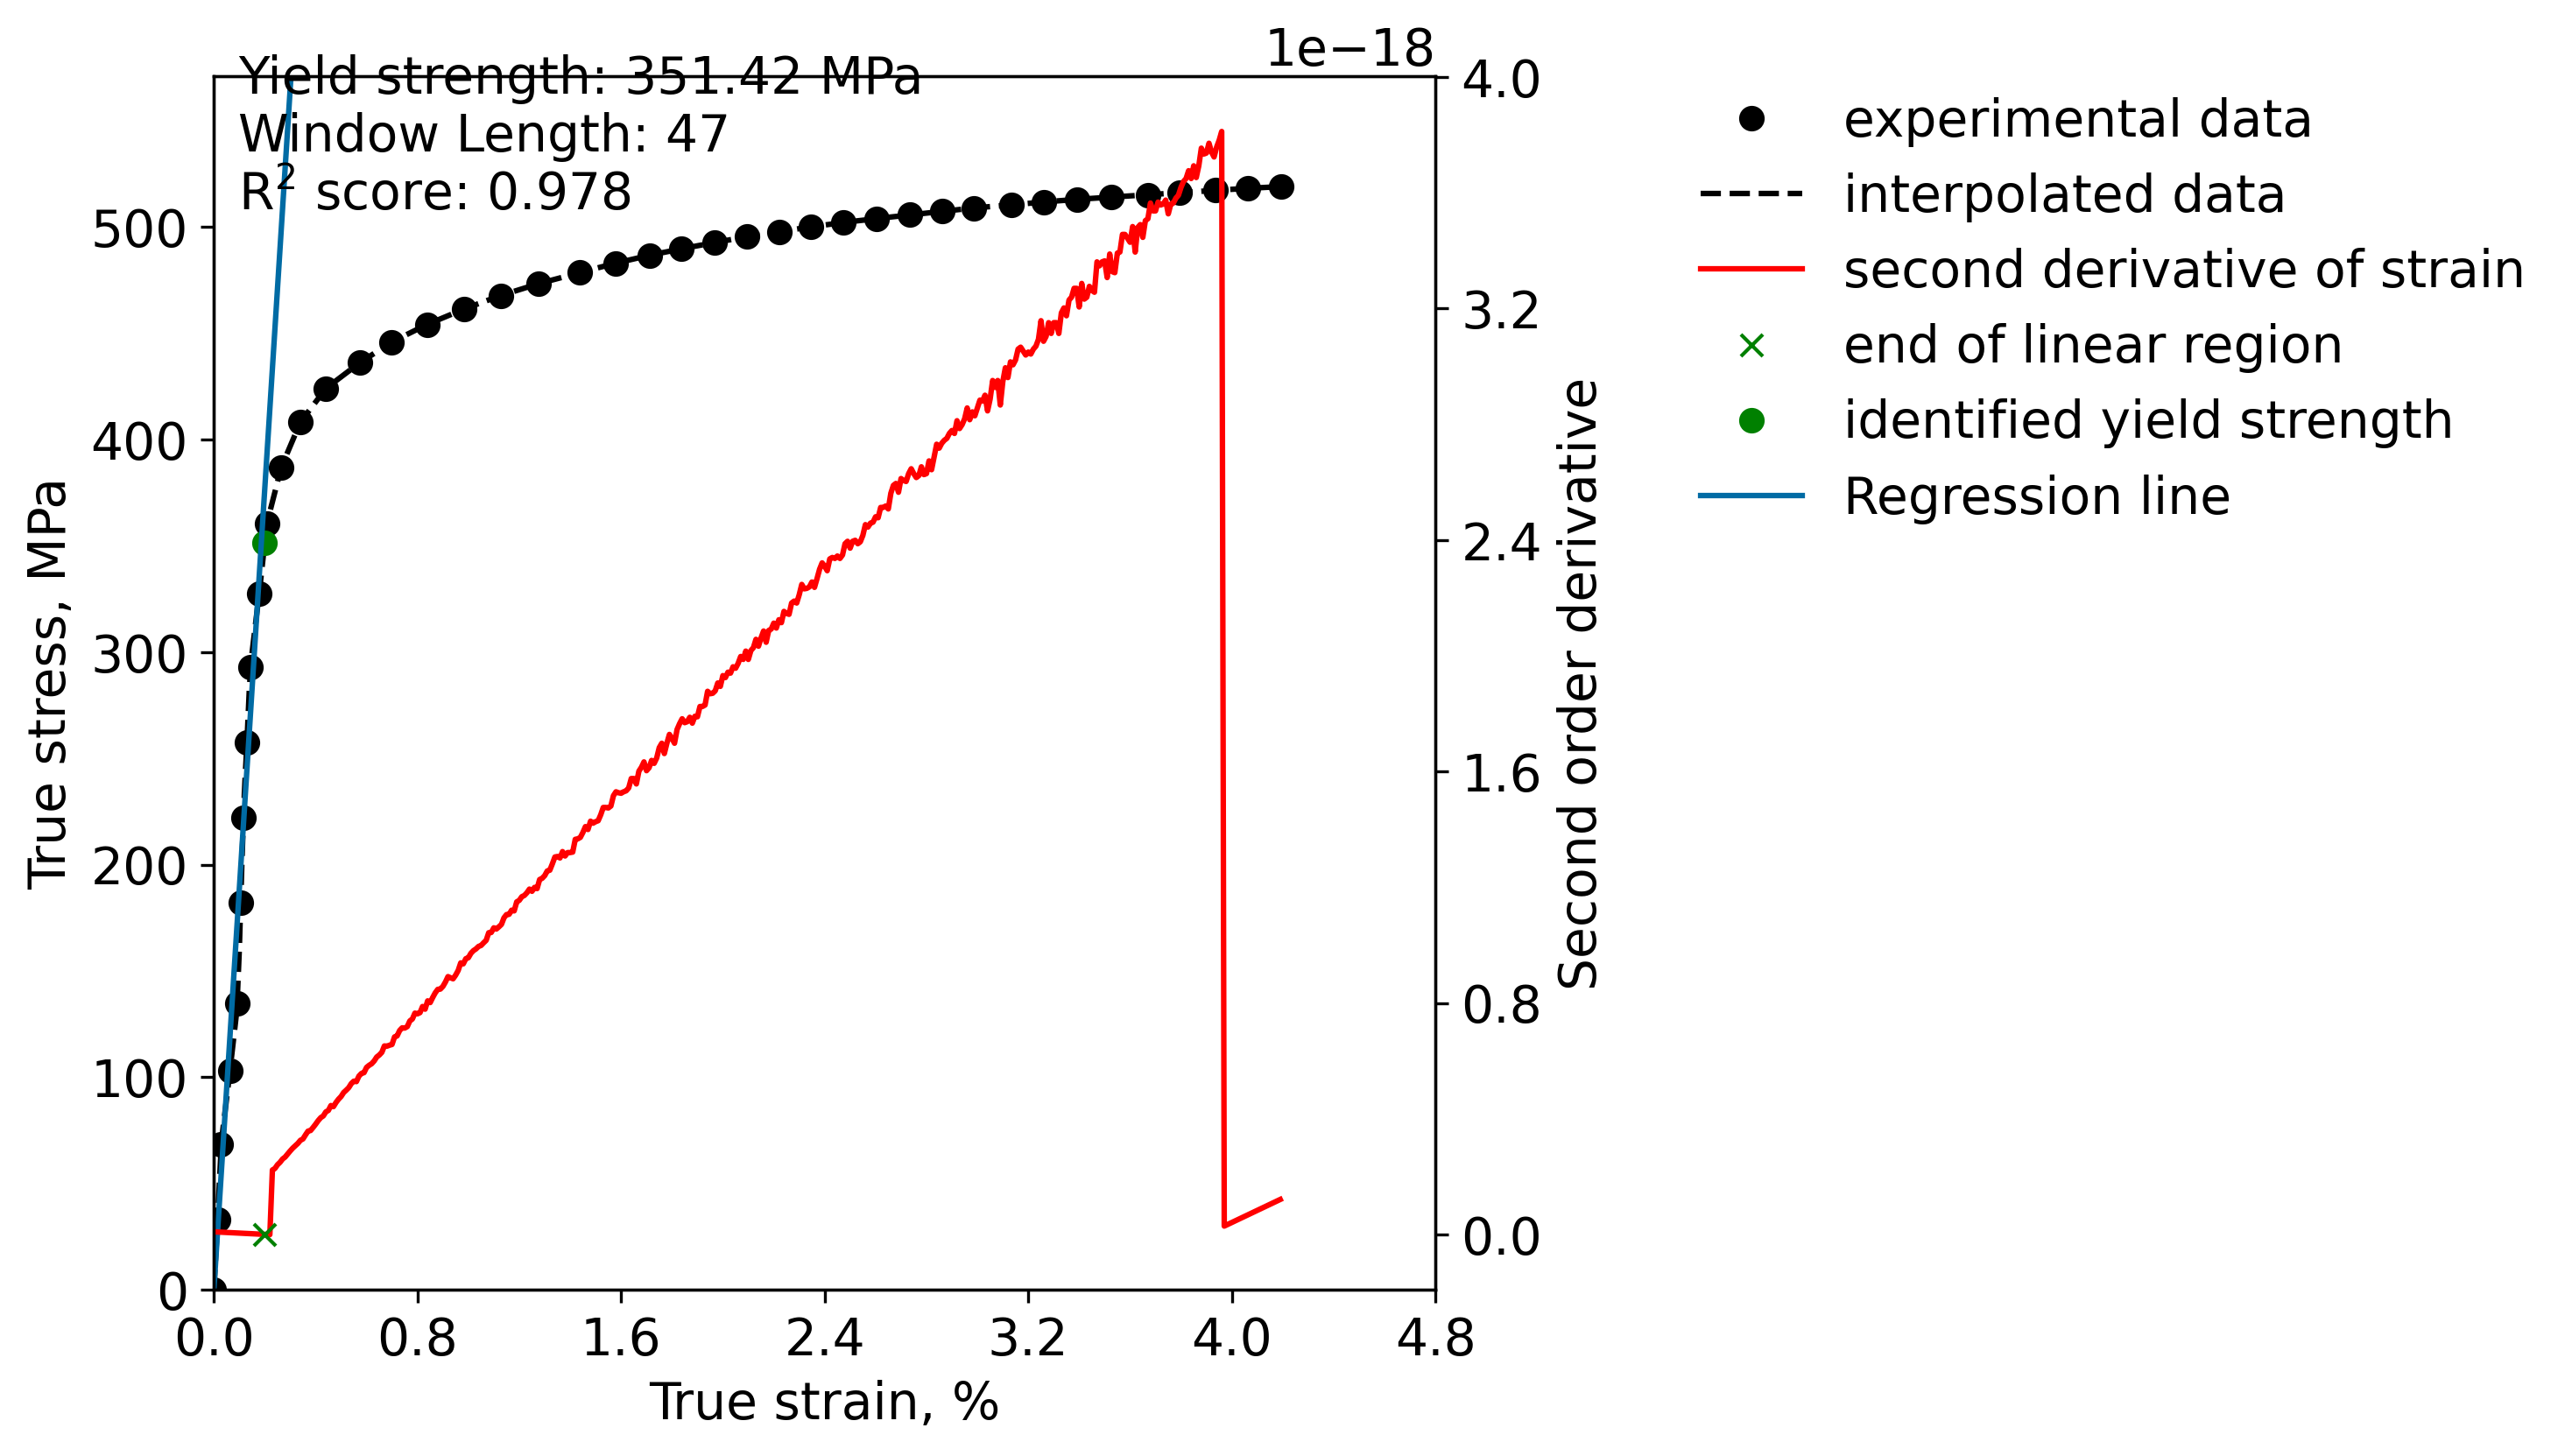 1e−18
Yield strength: 351.42 MPa
Window Length: 47
R² score: 0.978
True stress, MPa
500
400
300
200
100
0
0.0 0.8 1.6 2.4 3.2 4.0 4.8
True strain, %
4.0
3.2
2.4
1.6
0.8
0.0
Second order derivative
experimental data
interpolated data
second derivative of strain
end of linear region
identified yield strength
Regression line